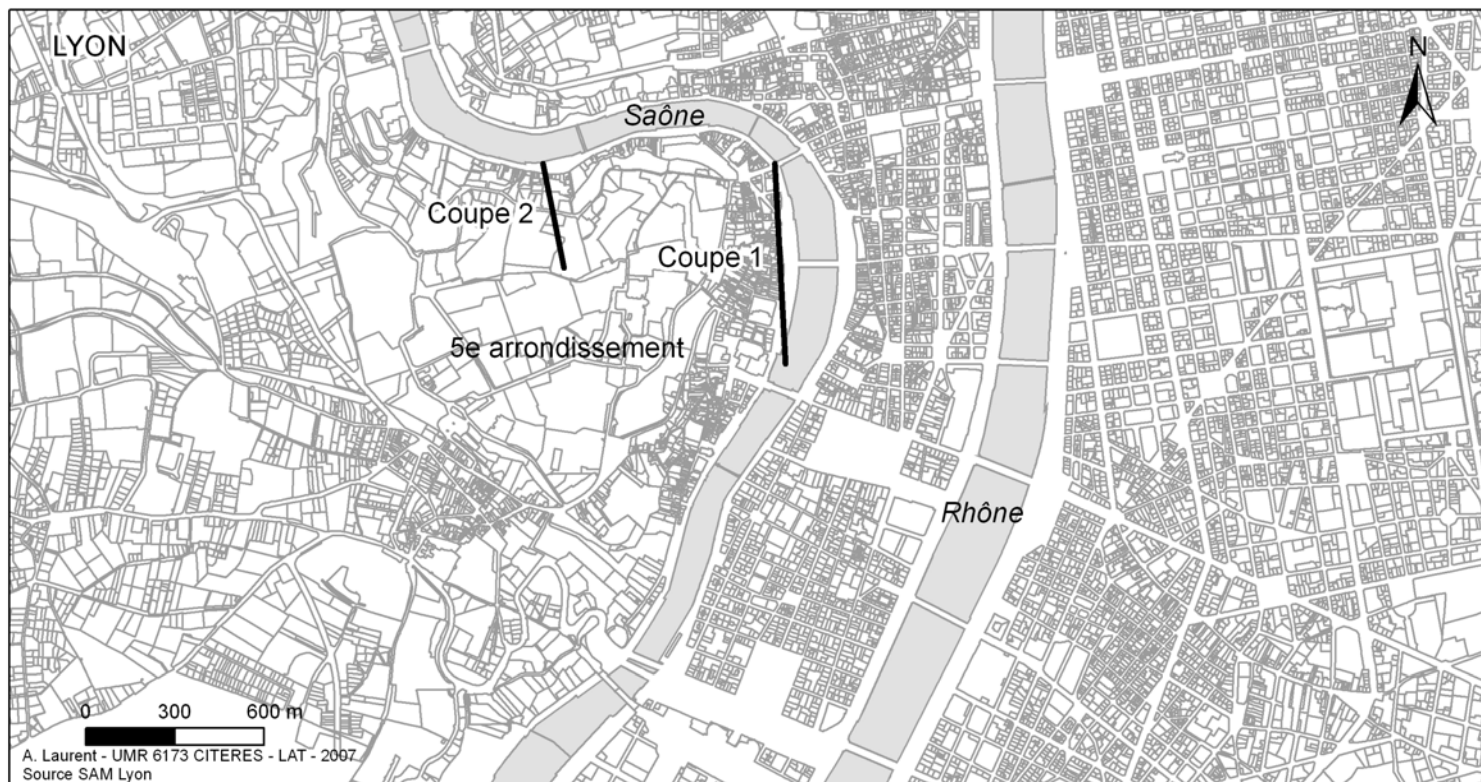 LYON
N
Saône
Coupe 2
Coupe 1
5e arrondissement
Rhône
0 300 600 m
A. Laurent - UMR 6173 CITERES - LAT - 2007
Source SAM Lyon